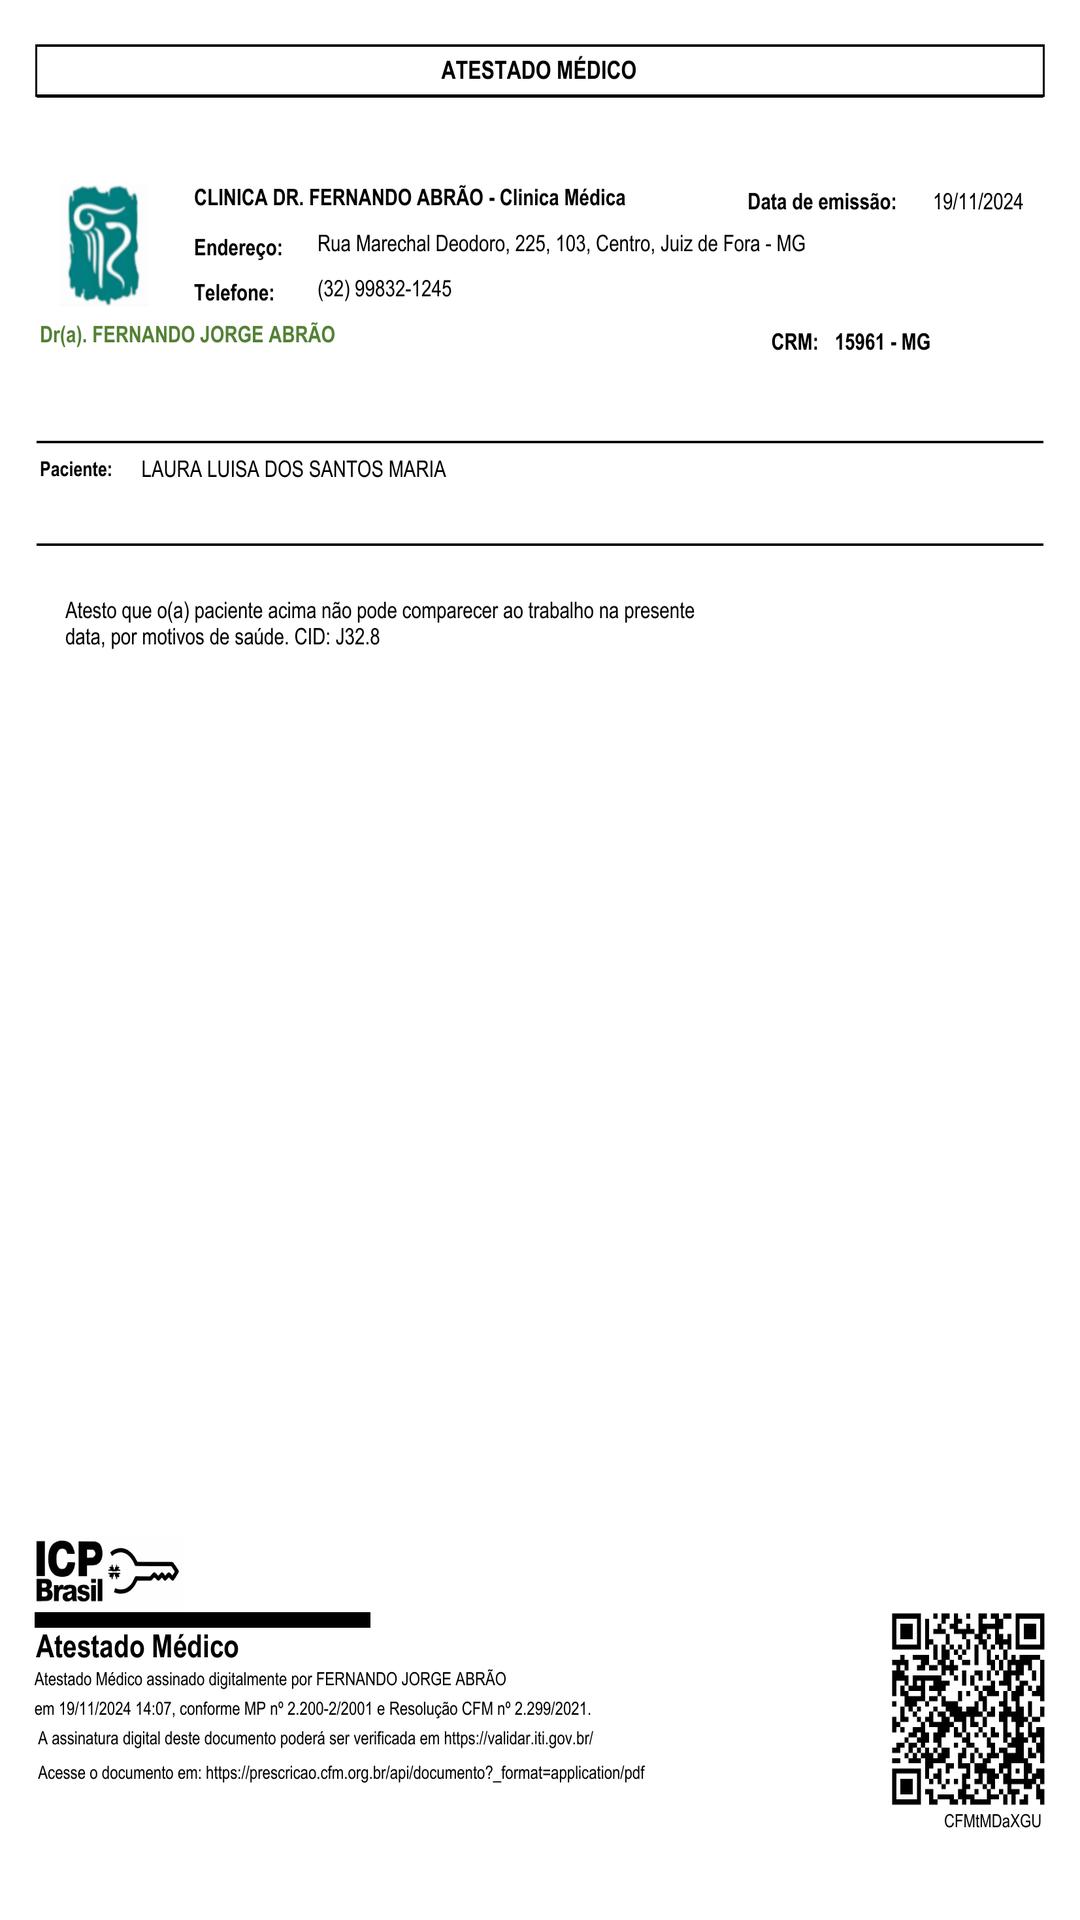 ATESTADO MÉDICO
CLINICA DR. FERNANDO ABRÃO - Clinica Médica
Data de emissão: 19/11/2024
Endereço: Rua Marechal Deodoro, 225, 103, Centro, Juiz de Fora - MG
Telefone: (32) 99832-1245
Dr(a). FERNANDO JORGE ABRÃO
CRM: 15961 - MG
Paciente: LAURA LUISA DOS SANTOS MARIA
Atesto que o(a) paciente acima não pode comparecer ao trabalho na presente
data, por motivos de saúde. CID: J32.8
ICP
Brasil
Atestado Médico
Atestado Médico assinado digitalmente por FERNANDO JORGE ABRÃO
em 19/11/2024 14:07, conforme MP nº 2.200-2/2001 e Resolução CFM nº 2.299/2021.
A assinatura digital deste documento poderá ser verificada em https://validar.iti.gov.br/
Acesse o documento em: https://prescricao.cfm.org.br/api/documento?_format=application/pdf
CFMtMDaXGU